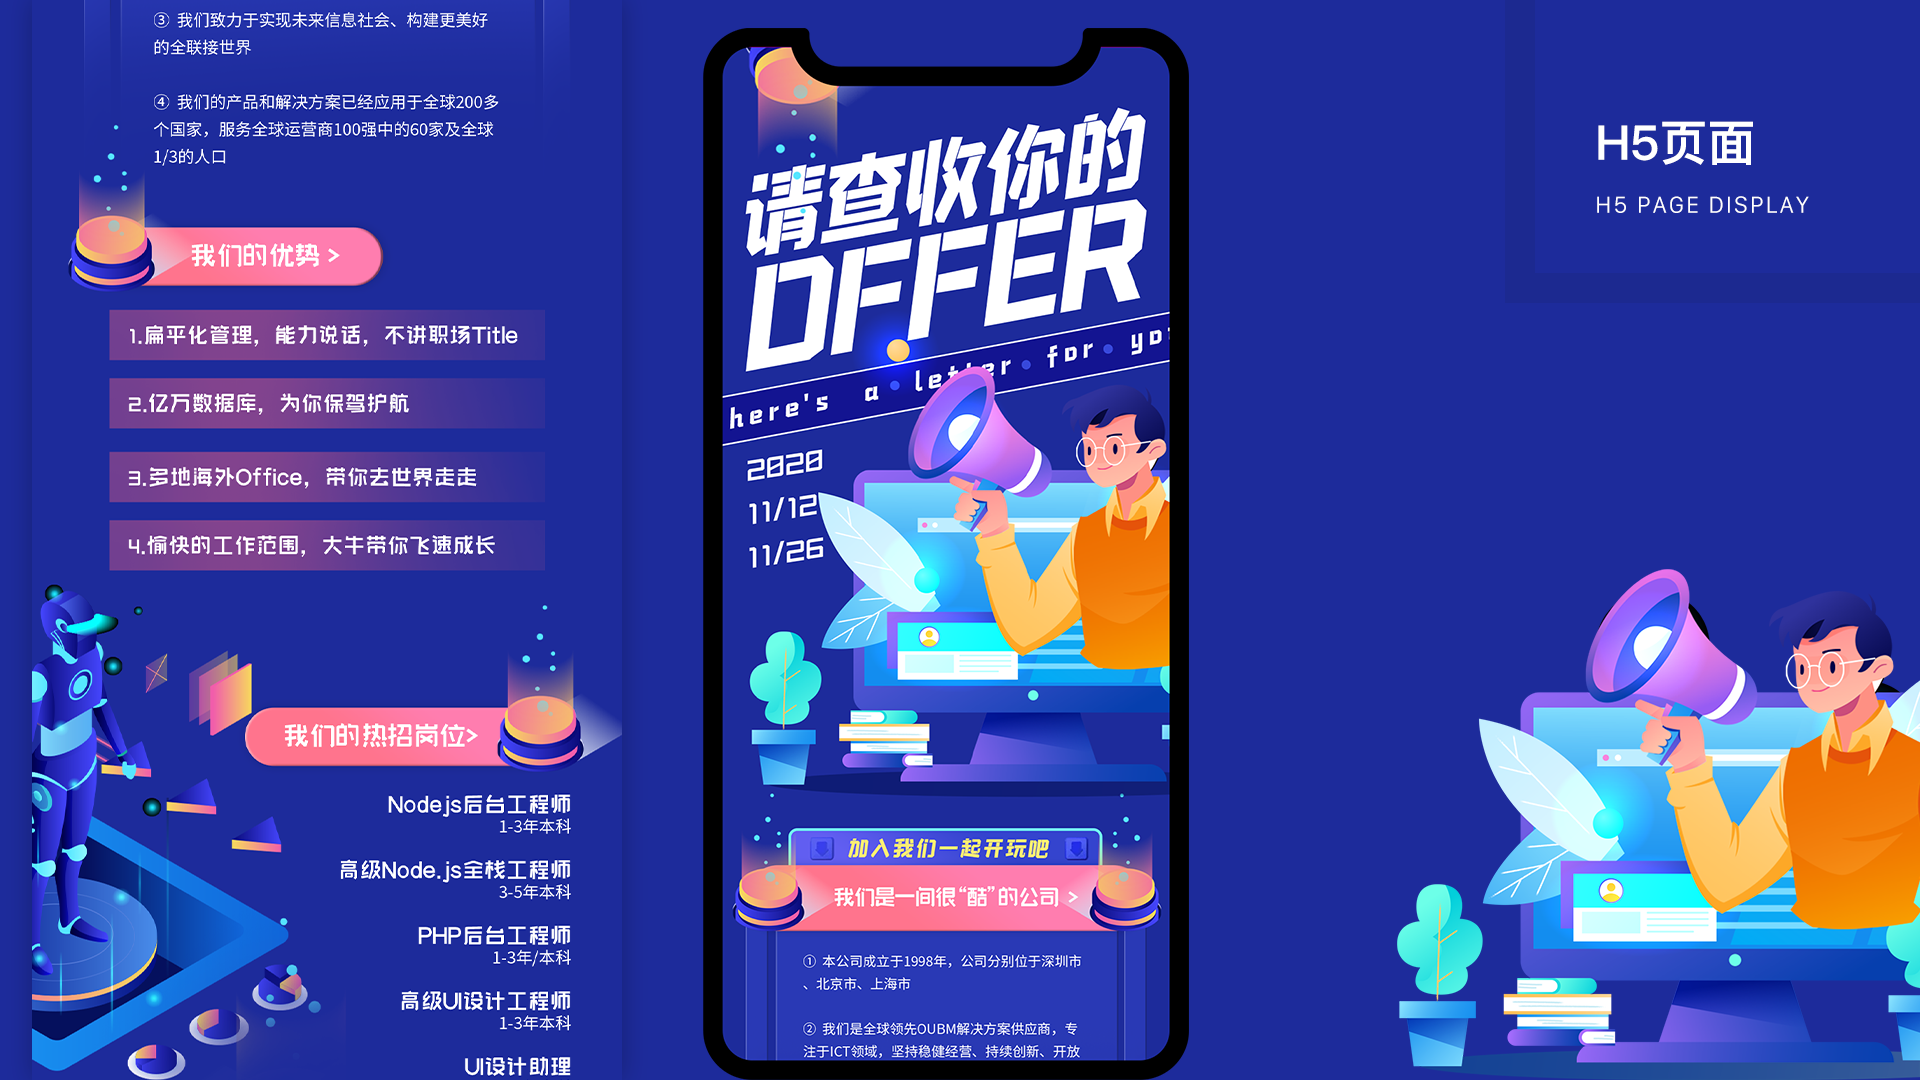 ③ 我们致力于实现未来信息社会、构建更美好
的全联接世界
④ 我们的产品和解决方案已经应用于全球200多
个国家，服务全球运营商100强中的60家及全球
1/3的人口
我们的优势 >
1.扁平化管理，能力说话，不讲职场Title
2.亿万数据库，为你保驾护航
3.多地海外Office，带你去世界走走
4.愉快的工作范围，大牛带你飞速成长
我们的热招岗位>
Nodejs后台工程师
1-3年本科
高级Node.js全栈工程师
3-5年本科
PHP后台工程师
1-3年/本科
高级UI设计工程师
1-3年本科
UI设计助理
请查收你的
OFFER
here's a letter for you
2020
11/12
11/26
加入我们一起开玩吧
我们是一间很“酷”的公司 >
① 本公司成立于1998年，公司分别位于深圳市
、北京市、上海市
② 我们是全球领先OUBM解决方案供应商，专
注于ICT领域，坚持稳健经营、持续创新、开放
H5页面
H5 PAGE DISPLAY